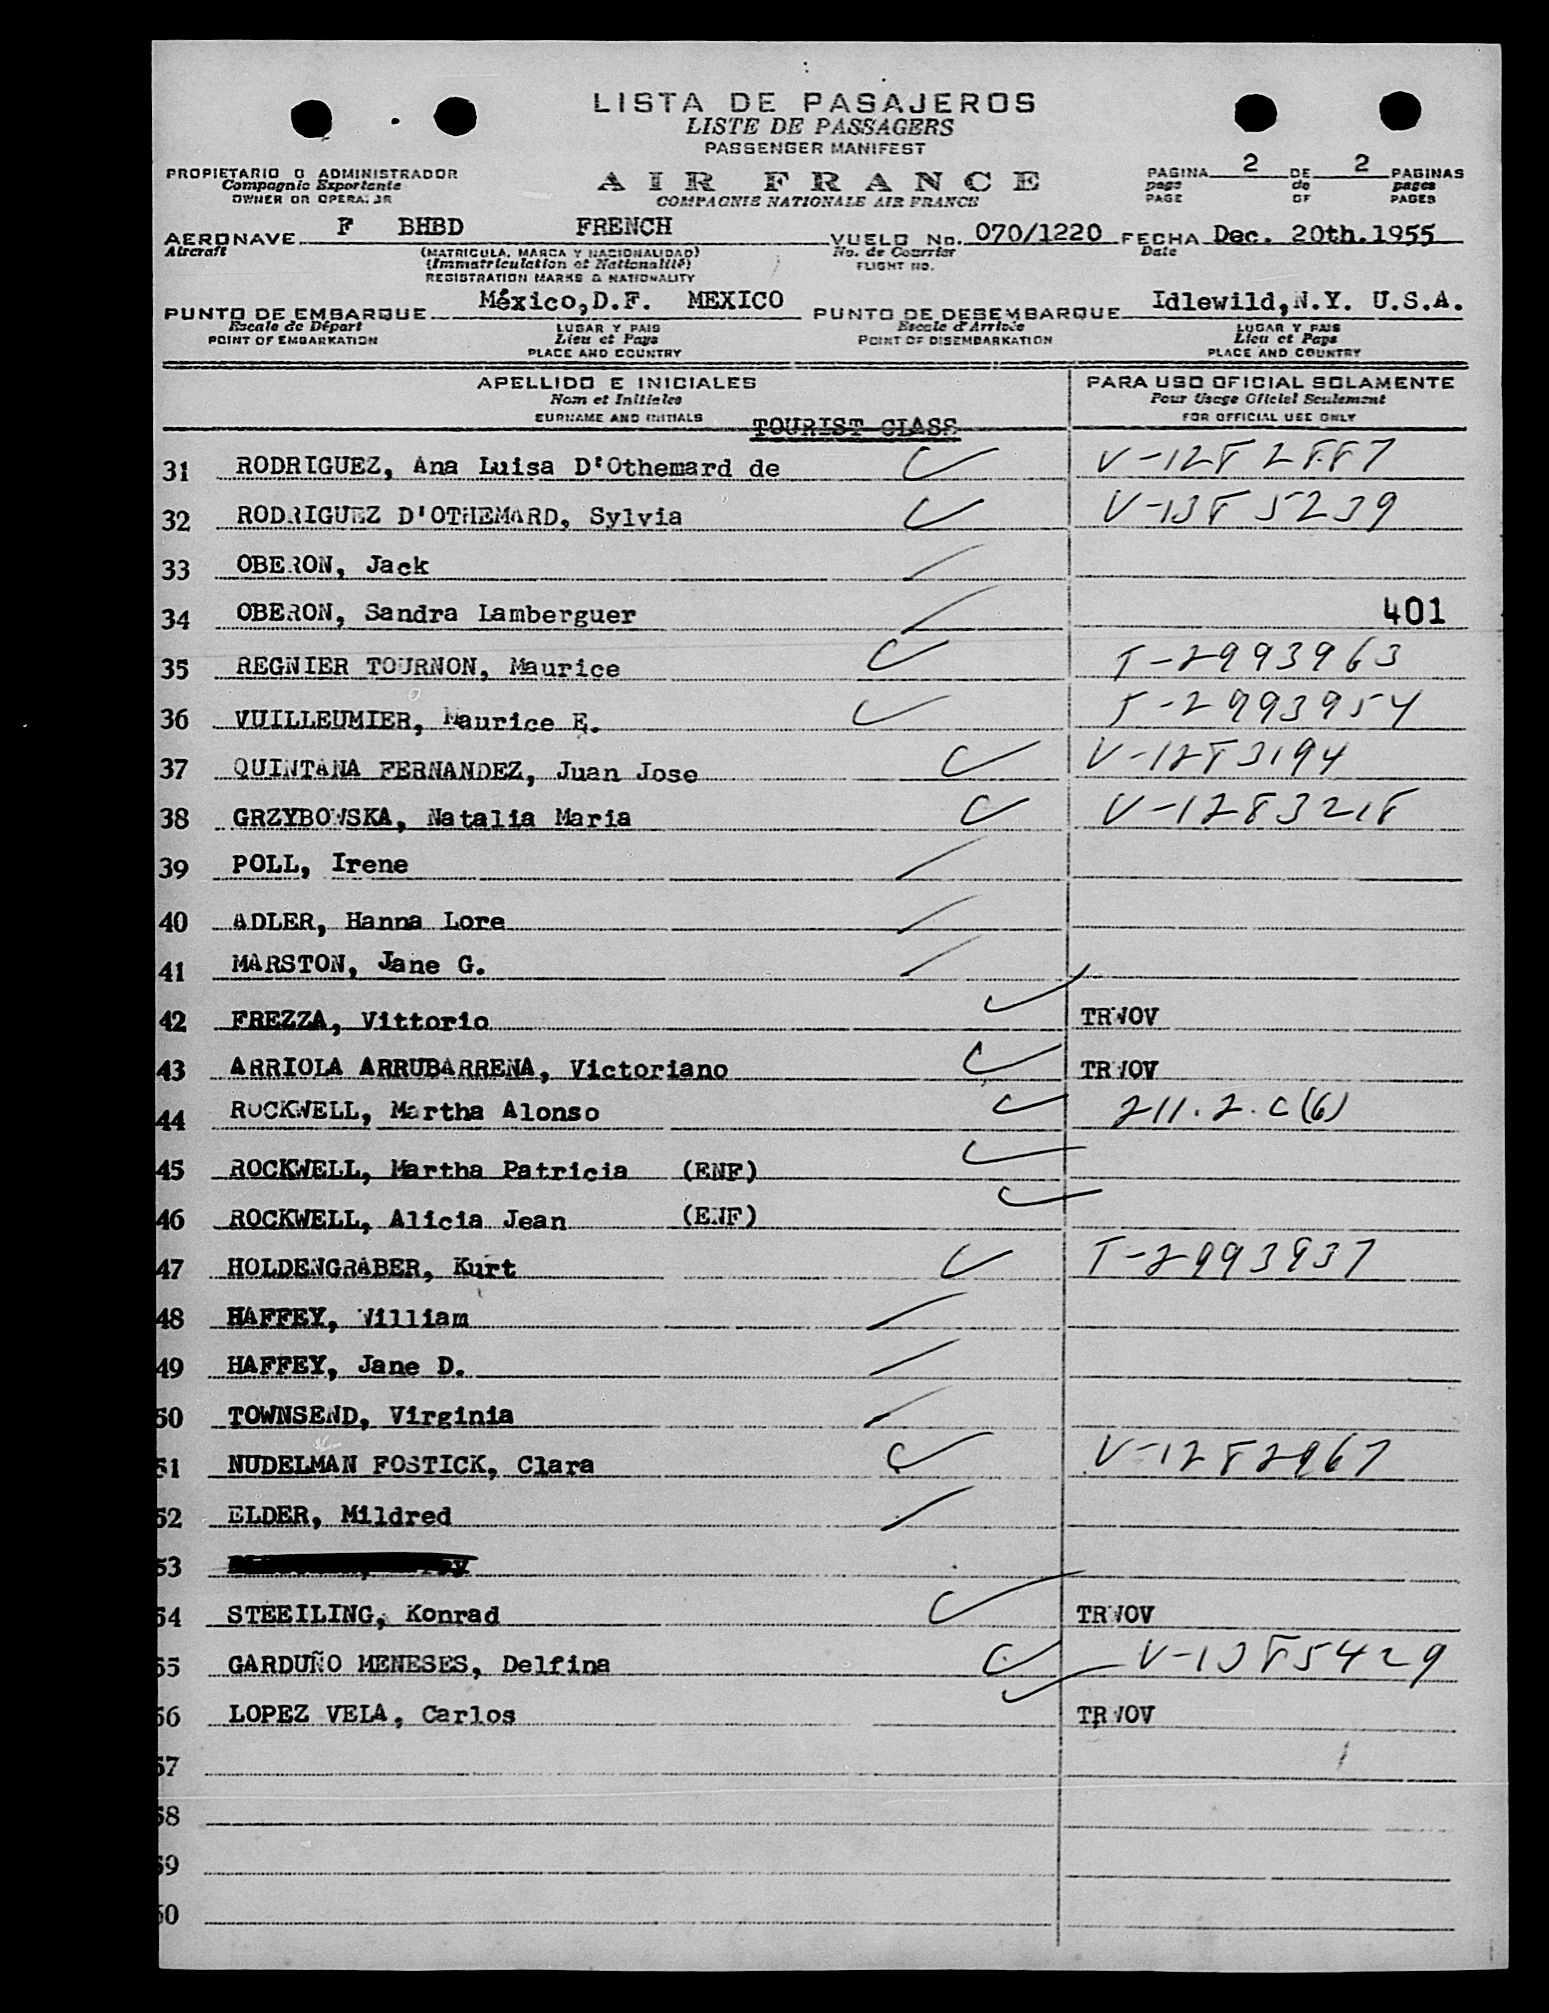 LISTA DE PASAJEROS
LISTE DE PASSAGERS
PASSENGER MANIFEST
PROPIETARIO O ADMINISTRADOR
Compagnie Exportante
OWNER OR OPERATOR
AIR FRANCE
COMPAGNIE NATIONALE AIR FRANCE
PAGINA 2 DE 2 PAGINAS
page de pages
PAGE OF PAGES
AERONAVE F BHBD FRENCH VUELO No. 070/1220 FECHA Dec. 20th.1955
Aircraft (MATRICULA, MARCA Y NACIONALIDAD) No. de Courrier Date
(Immatriculation et Nationalité) FLIGHT NO.
REGISTRATION MARKS & NATIONALITY
PUNTO DE EMBARQUE México,D.F. MEXICO PUNTO DE DESEMBARQUE Idlewild,N.Y. U.S.A.
Escale de Départ LUGAR Y PAIS Escale d'Arrivée LUGAR Y PAIS
POINT OF EMBARKATION Lieu et Pays POINT OF DISEMBARKATION Lieu et Pays
PLACE AND COUNTRY PLACE AND COUNTRY
APELLIDO E INICIALES PARA USO OFICIAL SOLAMENTE
Nom et Initiales Pour Usage Oficiel Seulement
SURNAME AND INITIALS FOR OFFICIAL USE ONLY
TOURIST CLASS
31 RODRIGUEZ, Ana Luisa D'Othemard de V-1282887
32 RODRIGUEZ D'OTHEMARD, Sylvia V-1385239
33 OBERON, Jack
34 OBERON, Sandra Lamberguer 401
35 REGNIER TOURNON, Maurice T-2993963
36 VUILLEUMIER, Maurice E. T-2993954
37 QUINTANA FERNANDEZ, Juan Jose V-1283194
38 GRZYBOWSKA, Natalia Maria V-1283218
39 POLL, Irene
40 ADLER, Hanna Lore
41 MARSTON, Jane G.
42 FREZZA, Vittorio TRWOV
43 ARRIOLA ARRUBARRENA, Victoriano TRWOV
44 ROCKWELL, Martha Alonso 211.2.c(6)
45 ROCKWELL, Martha Patricia (ENF)
46 ROCKWELL, Alicia Jean (ENF)
47 HOLDENGRABER, Kurt T-2993937
48 HAFFEY, William
49 HAFFEY, Jane D.
50 TOWNSEND, Virginia
51 NUDELMAN FOSTICK, Clara V-1282967
52 ELDER, Mildred
53
54 STEEILING, Konrad TRWOV
55 GARDUÑO MENESES, Delfina V-1385429
56 LOPEZ VELA, Carlos TRWOV
57
58
59
60